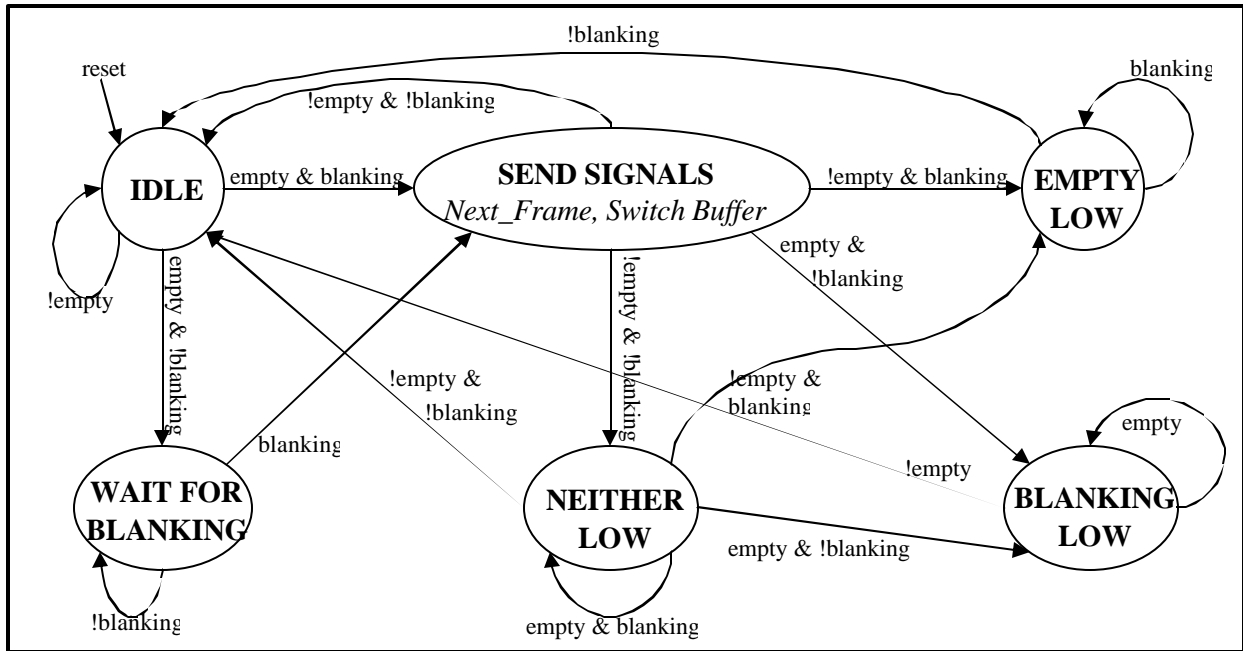 !blanking
reset
blanking
!empty & !blanking
IDLE
empty & blanking
SEND SIGNALS
Next_Frame, Switch Buffer
!empty & blanking
EMPTY
LOW
!empty
empty & !blanking
!empty & !blanking
empty &
!blanking
!empty &
!blanking
!empty &
blanking
blanking
!empty
empty
WAIT FOR
BLANKING
NEITHER
LOW
BLANKING
LOW
empty & !blanking
!blanking
empty & blanking